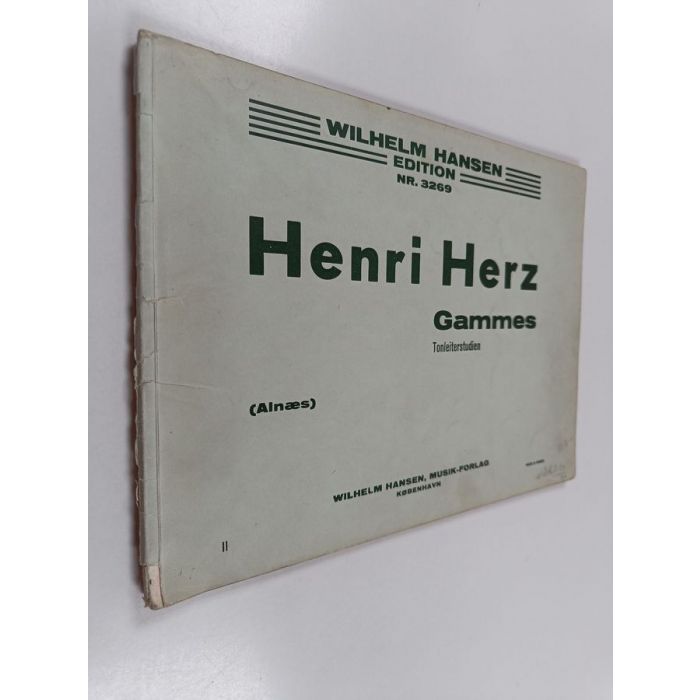 WILHELM HANSEN
EDITION
NR. 3269
Henri Herz
Gammes
Tonleiterstudien
(Alnæs)
WILHELM HANSEN, MUSIK-FORLAG
KØBENHAVN
II